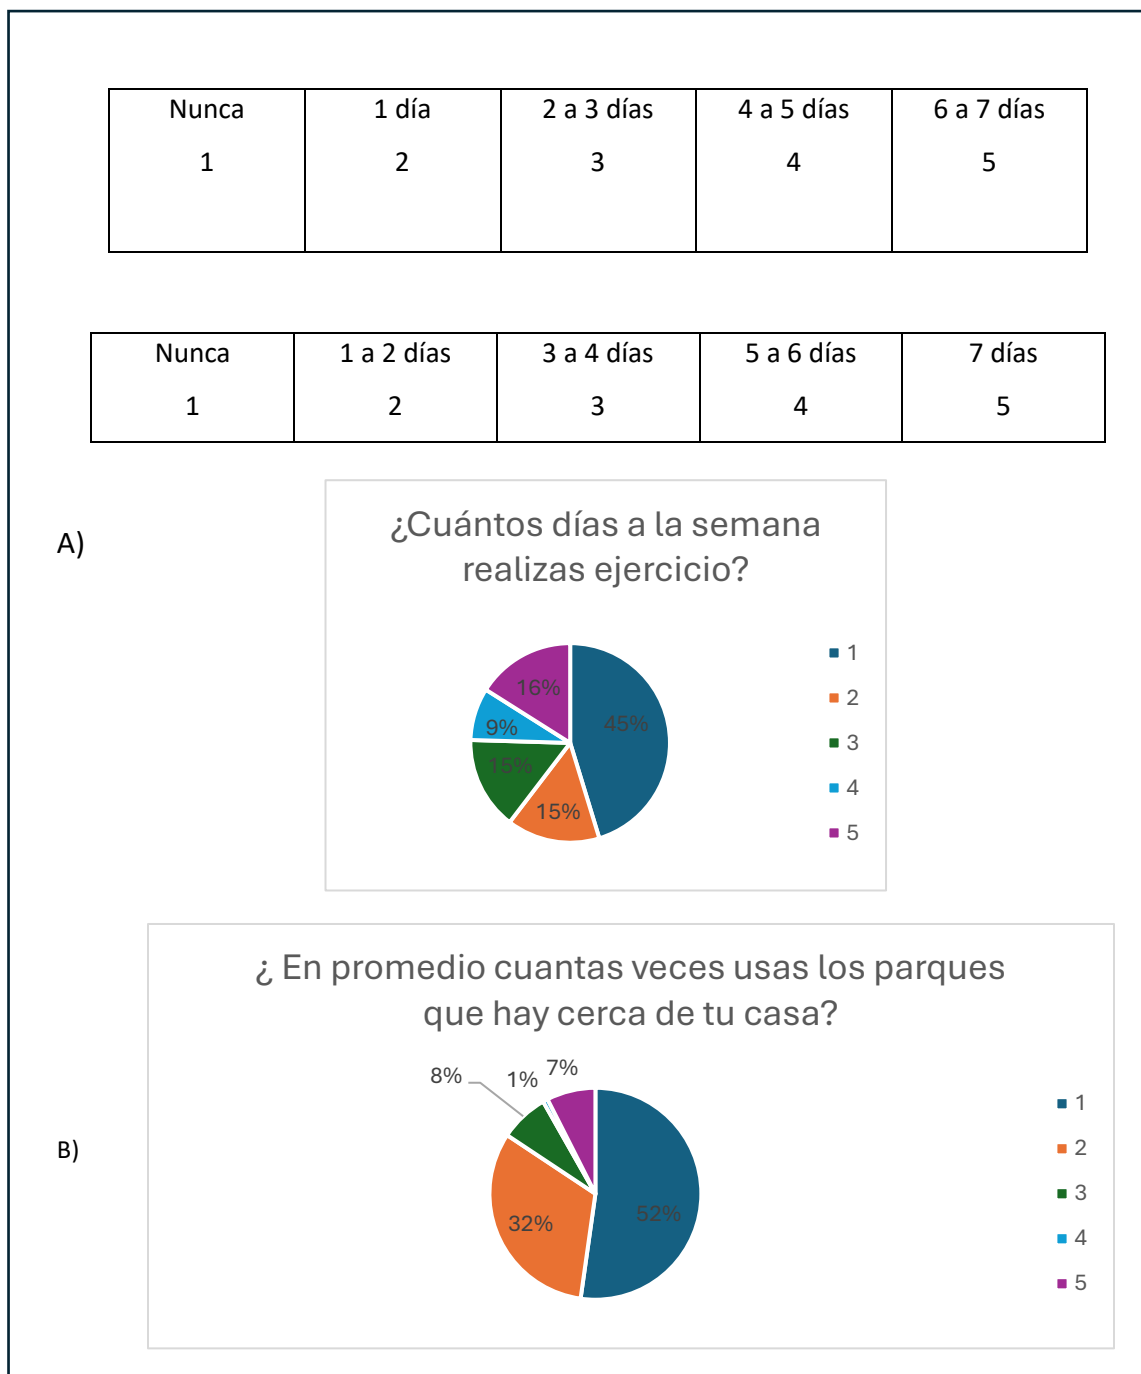 Nunca 1 día 2 a 3 días 4 a 5 días 6 a 7 días
1 2 3 4 5
Nunca 1 a 2 días 3 a 4 días 5 a 6 días 7 días
1 2 3 4 5
A)
¿Cuántos días a la semana
realizas ejercicio?
16%
45%
9%
15%
15%
1
2
3
4
5
B)
¿ En promedio cuantas veces usas los parques
que hay cerca de tu casa?
8%
1%
7%
52%
32%
1
2
3
4
5